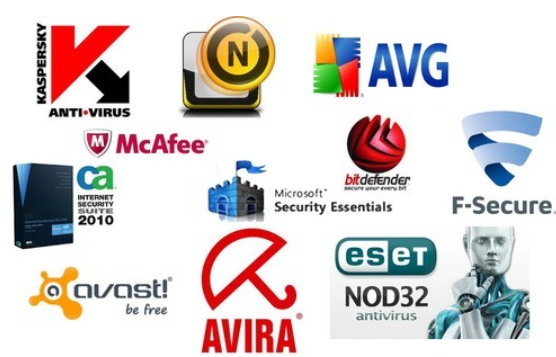 KASPERSKY
ANTI•VIRUS
N
AVG
McAfee®
ca
INTERNET
SECURITY
SUITE
2010
Microsoft®
Security Essentials
bitdefender
secure your every bit
F-Secure.
a avast!
be free
AVIRA®
eset
NOD32
antivirus